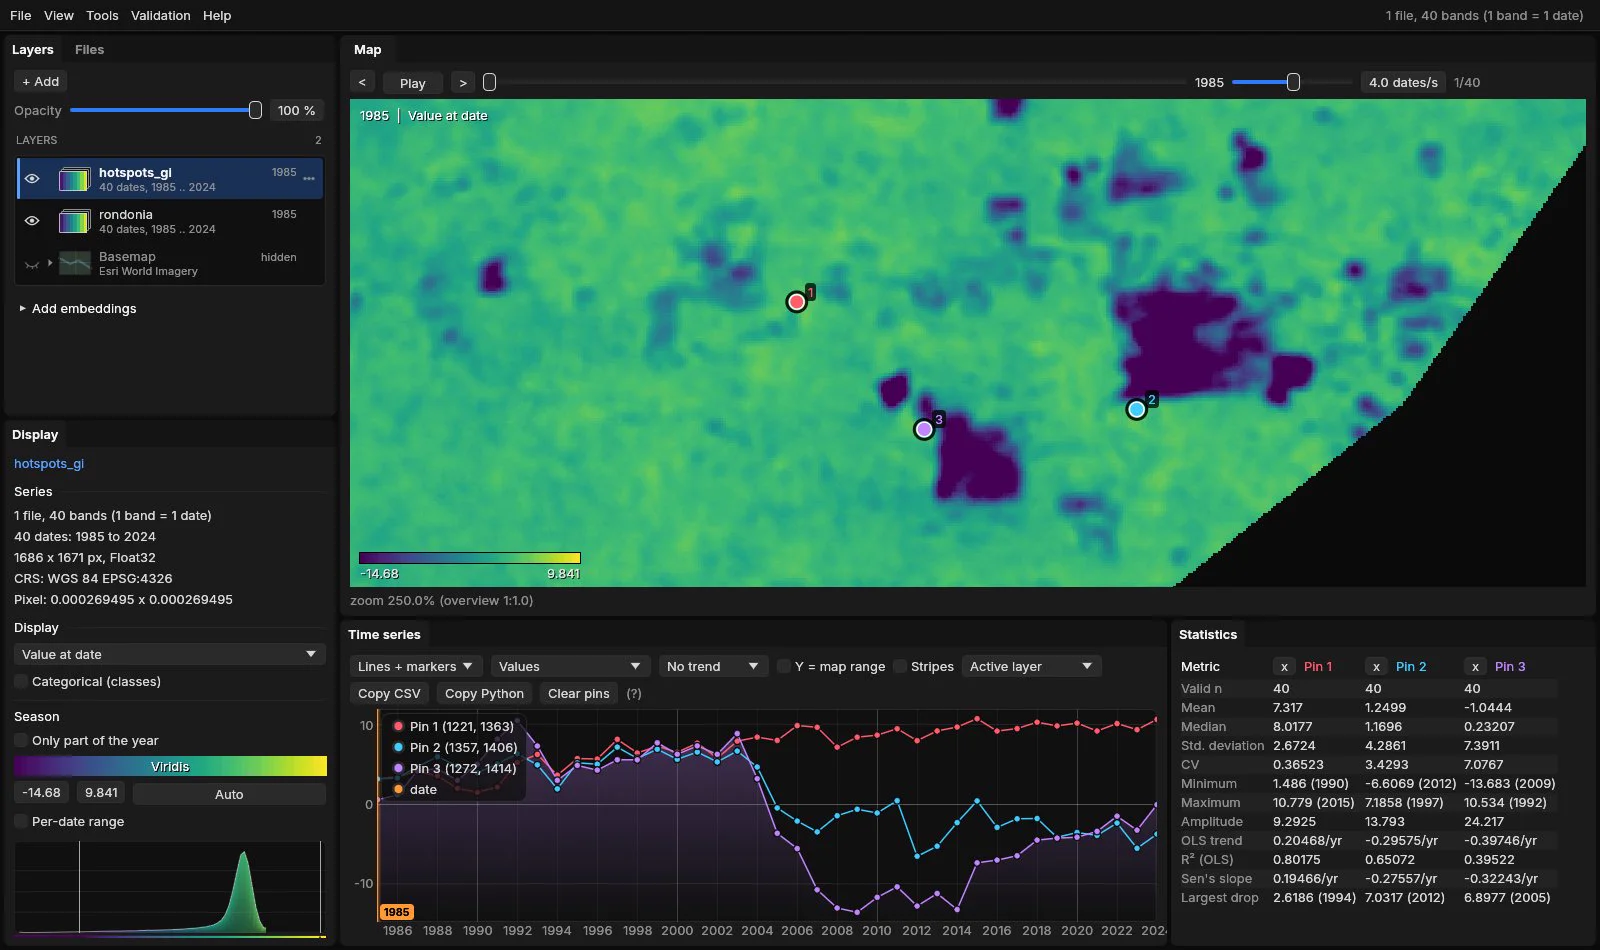 File View Tools Validation Help
1 file, 40 bands (1 band = 1 date)
Layers Files
+ Add
Opacity 100 %
LAYERS 2
hotspots_gi 1985
40 dates, 1985 .. 2024
rondonia 1985
40 dates, 1985 .. 2024
Basemap hidden
Esri World Imagery
Add embeddings
Display
hotspots_gi
Series
1 file, 40 bands (1 band = 1 date)
40 dates: 1985 to 2024
1686 x 1671 px, Float32
CRS: WGS 84 EPSG:4326
Pixel: 0.000269495 x 0.000269495
Display
Value at date
Categorical (classes)
Season
Only part of the year
Viridis
-14.68 9.841 Auto
Per-date range
Map
< Play > 1985 4.0 dates/s 1/40
1985 | Value at date
1
2
3
-14.68 9.841
zoom 250.0% (overview 1:1.0)
Time series
Lines + markers Values No trend Y = map range Stripes Active layer
Copy CSV Copy Python Clear pins (?)
Pin 1 (1221, 1363)
Pin 2 (1357, 1406)
Pin 3 (1272, 1414)
date
10
0
-10
1985
1986 1988 1990 1992 1994 1996 1998 2000 2002 2004 2006 2008 2010 2012 2014 2016 2018 2020 2022 202
Statistics
Metric x Pin 1 x Pin 2 x Pin 3
Valid n 40 40 40
Mean 7.317 1.2499 -1.0444
Median 8.0177 1.1696 0.23207
Std. deviation 2.6724 4.2861 7.3911
CV 0.36523 3.4293 7.0767
Minimum 1.486 (1990) -6.6069 (2012) -13.683 (2009)
Maximum 10.779 (2015) 7.1858 (1997) 10.534 (1992)
Amplitude 9.2925 13.793 24.217
OLS trend 0.20468/yr -0.29575/yr -0.39746/yr
R² (OLS) 0.80175 0.65072 0.39522
Sen's slope 0.19466/yr -0.27557/yr -0.32243/yr
Largest drop 2.6186 (1994) 7.0317 (2012) 6.8977 (2005)